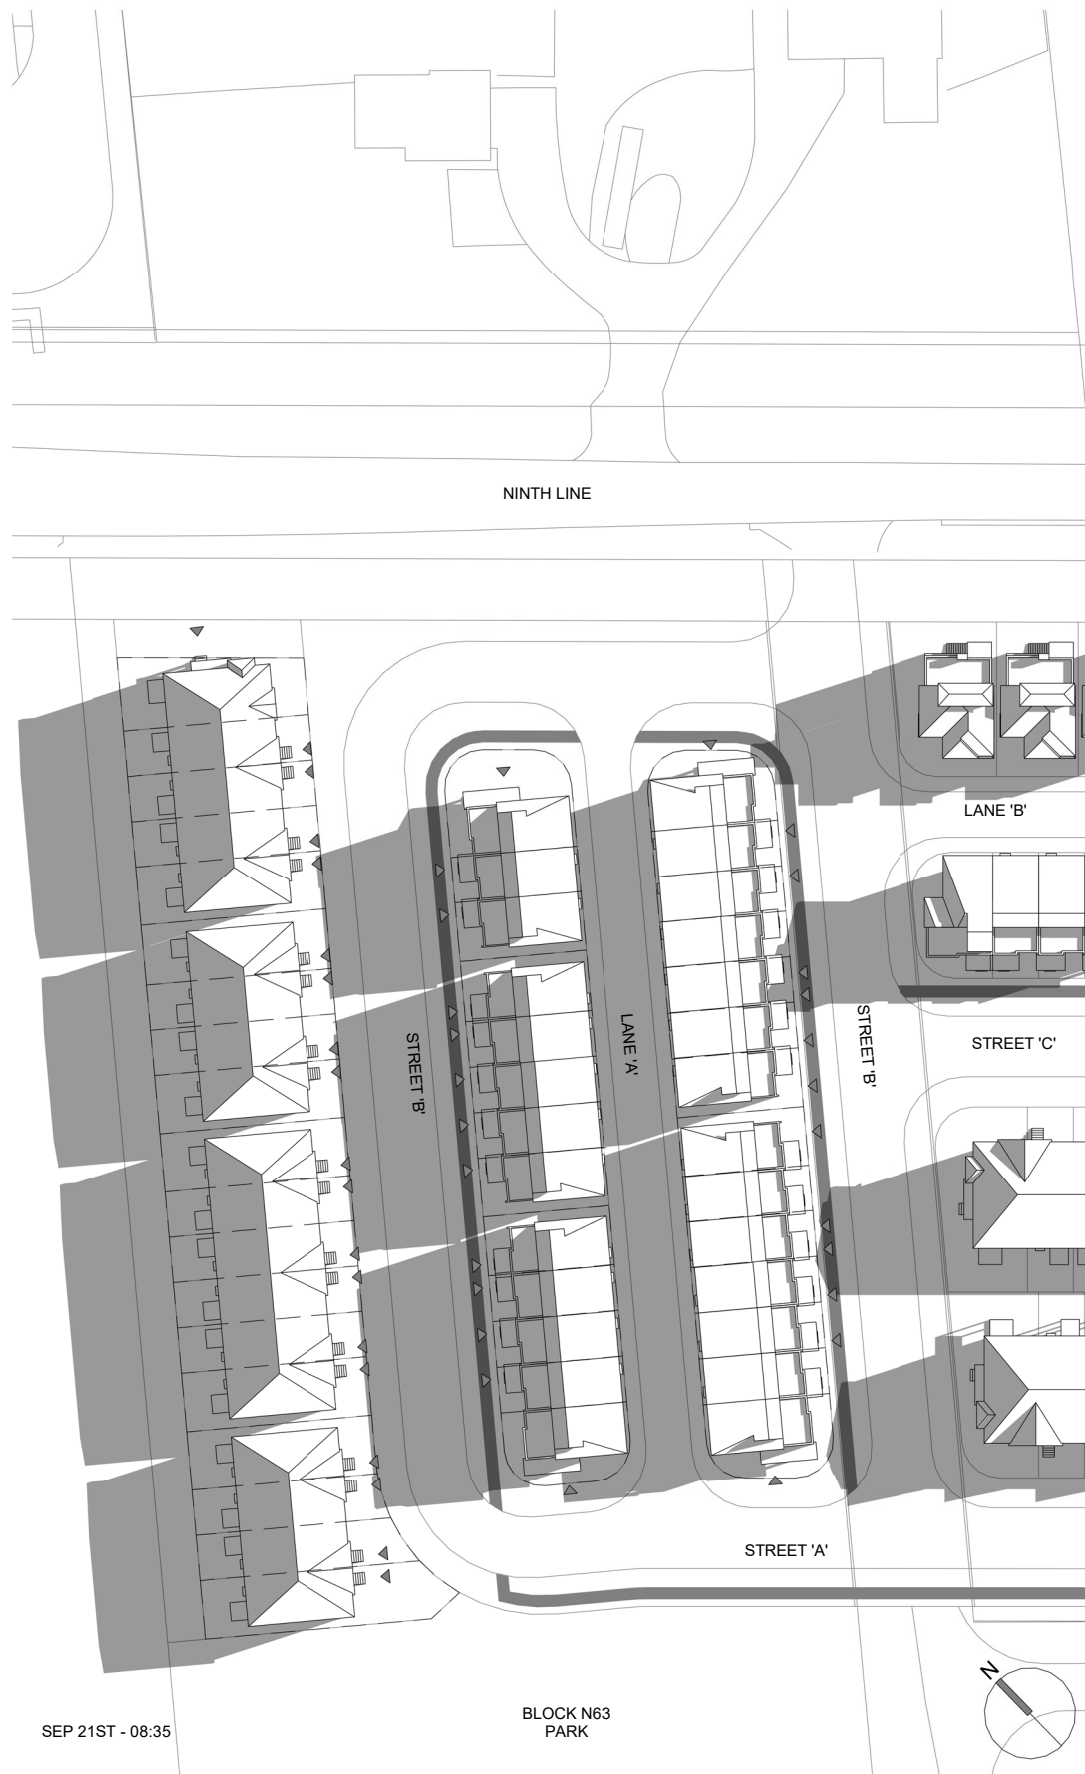 NINTH LINE
LANE 'B'
STREET 'B'
LANE 'A'
STREET 'B'
STREET 'C'
STREET 'A'
N
BLOCK N63
PARK
SEP 21ST - 08:35